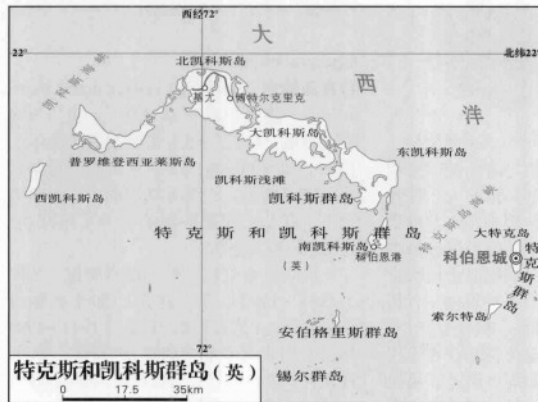 西经72°
22°
北纬22°
大
西
洋
凯科斯海峡
北凯科斯岛
博特尔克里克
大凯科斯岛
普罗维登西亚莱斯岛
东凯科斯岛
西凯科斯岛
凯科斯浅滩
凯科斯群岛
特克斯岛海峡
特克斯和凯科斯群岛
(英)
大特克岛
南凯科斯岛
科伯恩港
科伯恩城
特克斯群岛
索尔特岛
安伯格里斯群岛
72°
锡尔群岛
特克斯和凯科斯群岛(英)
0 17.5 35km